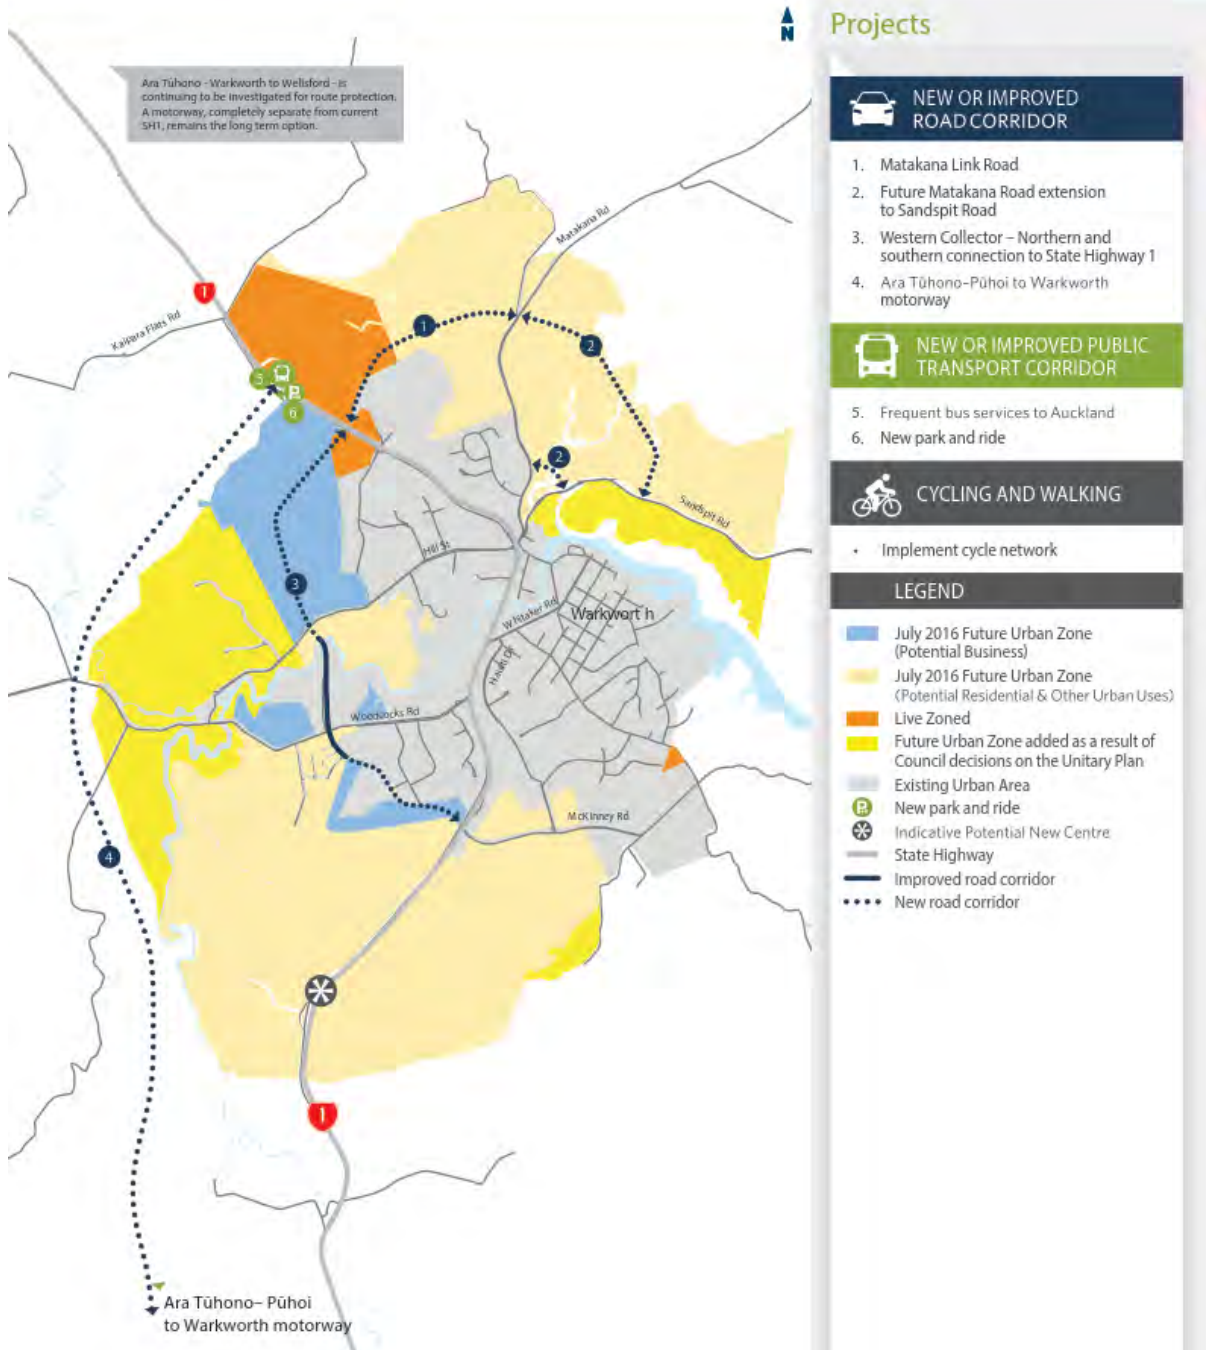 N
Ara Tūhono - Warkworth to Wellsford - is
continuing to be investigated for route protection.
A motorway, completely separate from current
SH1, remains the long term option.
Matakana Rd
1
Kaipara Flats Rd
1
2
5
P
6
2
Sandspit Rd
Hill St
3
Whitaker Rd
Warkwort h
Woodcocks Rd
McKinney Rd
4
1
Ara Tūhono– Pūhoi
to Warkworth motorway
Projects
NEW OR IMPROVED
ROAD CORRIDOR
1. Matakana Link Road
2. Future Matakana Road extension
to Sandspit Road
3. Western Collector – Northern and
southern connection to State Highway 1
4. Ara Tūhono–Pūhoi to Warkworth
motorway
NEW OR IMPROVED PUBLIC
TRANSPORT CORRIDOR
5. Frequent bus services to Auckland
6. New park and ride
CYCLING AND WALKING
• Implement cycle network
LEGEND
July 2016 Future Urban Zone
(Potential Business)
July 2016 Future Urban Zone
(Potential Residential & Other Urban Uses)
Live Zoned
Future Urban Zone added as a result of
Council decisions on the Unitary Plan
Existing Urban Area
P
New park and ride
Indicative Potential New Centre
State Highway
Improved road corridor
New road corridor